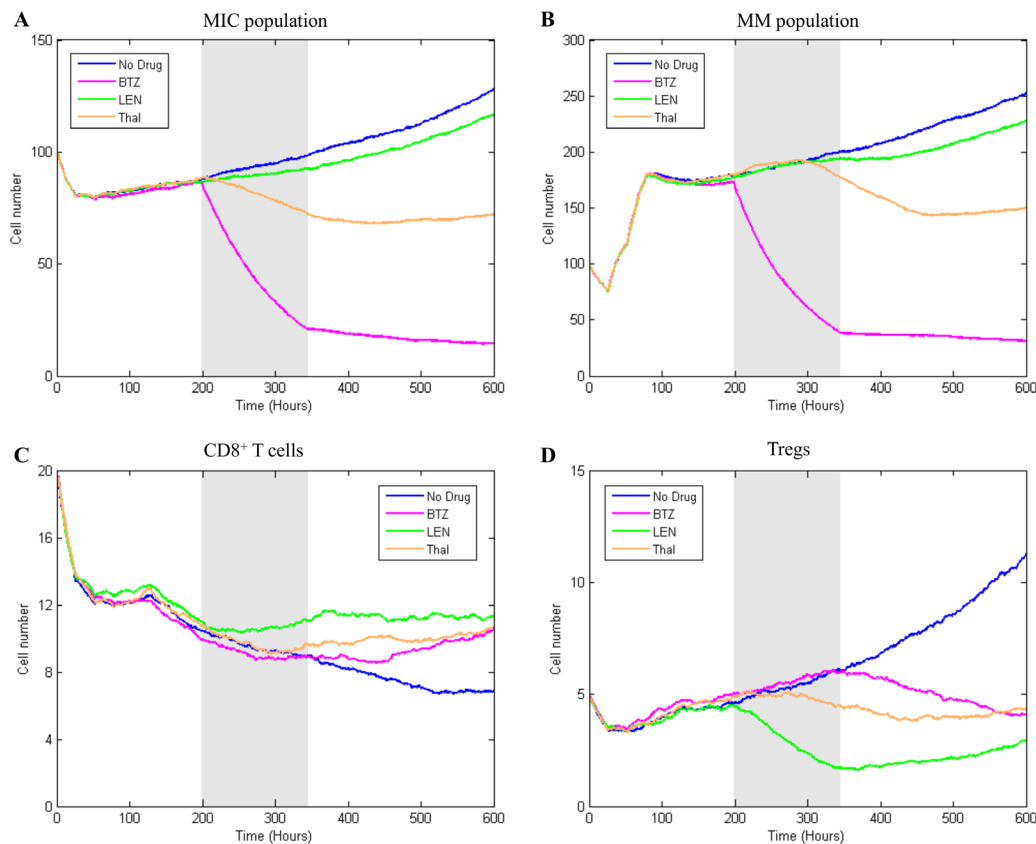 A
MIC population
150
100
50
0
Cell number
No Drug
BTZ
LEN
Thal
0 100 200 300 400 500 600
Time (Hours)
B
MM population
300
250
200
150
100
50
0
Cell number
No Drug
BTZ
LEN
Thal
0 100 200 300 400 500 600
Time (Hours)
C
CD8⁺ T cells
20
16
12
8
4
0
Cell number
No Drug
BTZ
LEN
Thal
0 100 200 300 400 500 600
Time (Hours)
D
Tregs
15
10
5
0
Cell number
No Drug
BTZ
LEN
Thal
0 100 200 300 400 500 600
Time (Hours)